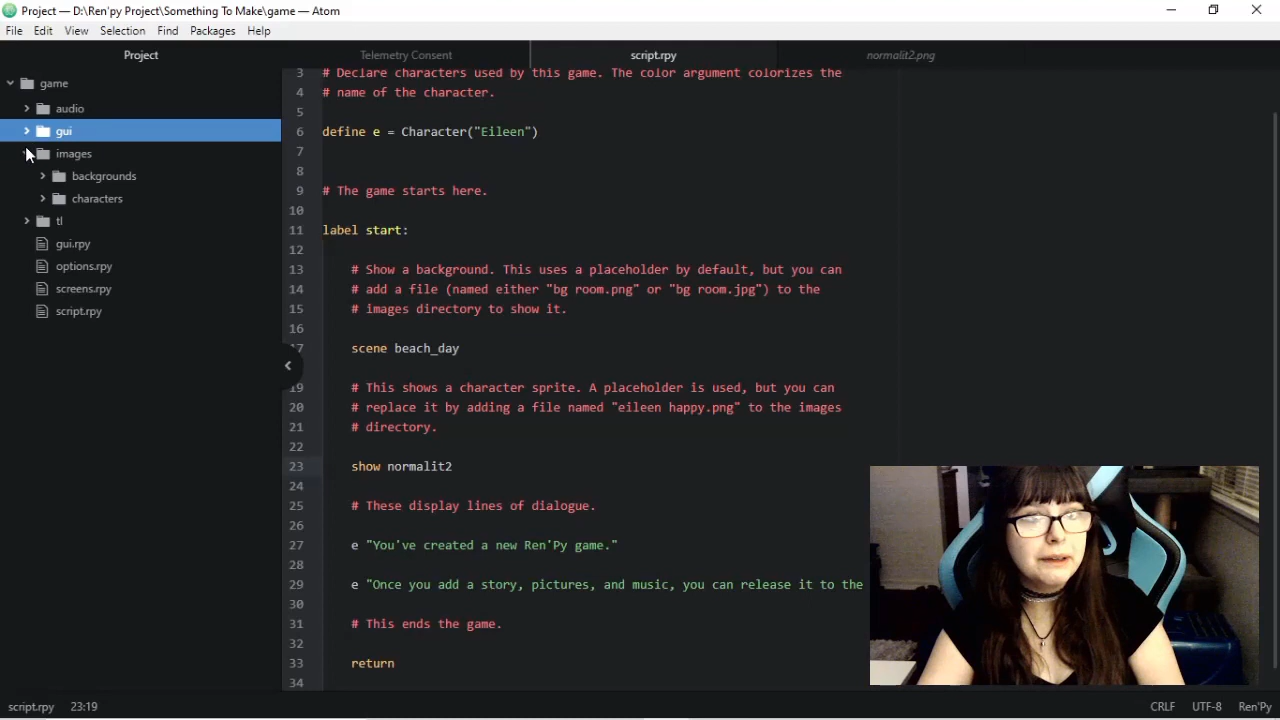 Project — D:\Ren'py Project\Something To Make\game — Atom
File Edit View Selection Find Packages Help
Project
Telemetry Consent
script.rpy
normalit2.png
game
audio
gui
images
backgrounds
characters
tl
gui.rpy
options.rpy
screens.rpy
script.rpy
3 # Declare characters used by this game. The color argument colorizes the
4 # name of the character.
5
6 define e = Character("Eileen")
7
8
9 # The game starts here.
10
11 label start:
12
13 # Show a background. This uses a placeholder by default, but you can
14 # add a file (named either "bg room.png" or "bg room.jpg") to the
15 # images directory to show it.
16
17 scene beach_day
19 # This shows a character sprite. A placeholder is used, but you can
20 # replace it by adding a file named "eileen happy.png" to the images
21 # directory.
22
23 show normalit2
24
25 # These display lines of dialogue.
26
27 e "You've created a new Ren'Py game."
28
29 e "Once you add a story, pictures, and music, you can release it to the
30
31 # This ends the game.
32
33 return
34
script.rpy 23:19 CRLF UTF-8 Ren'Py